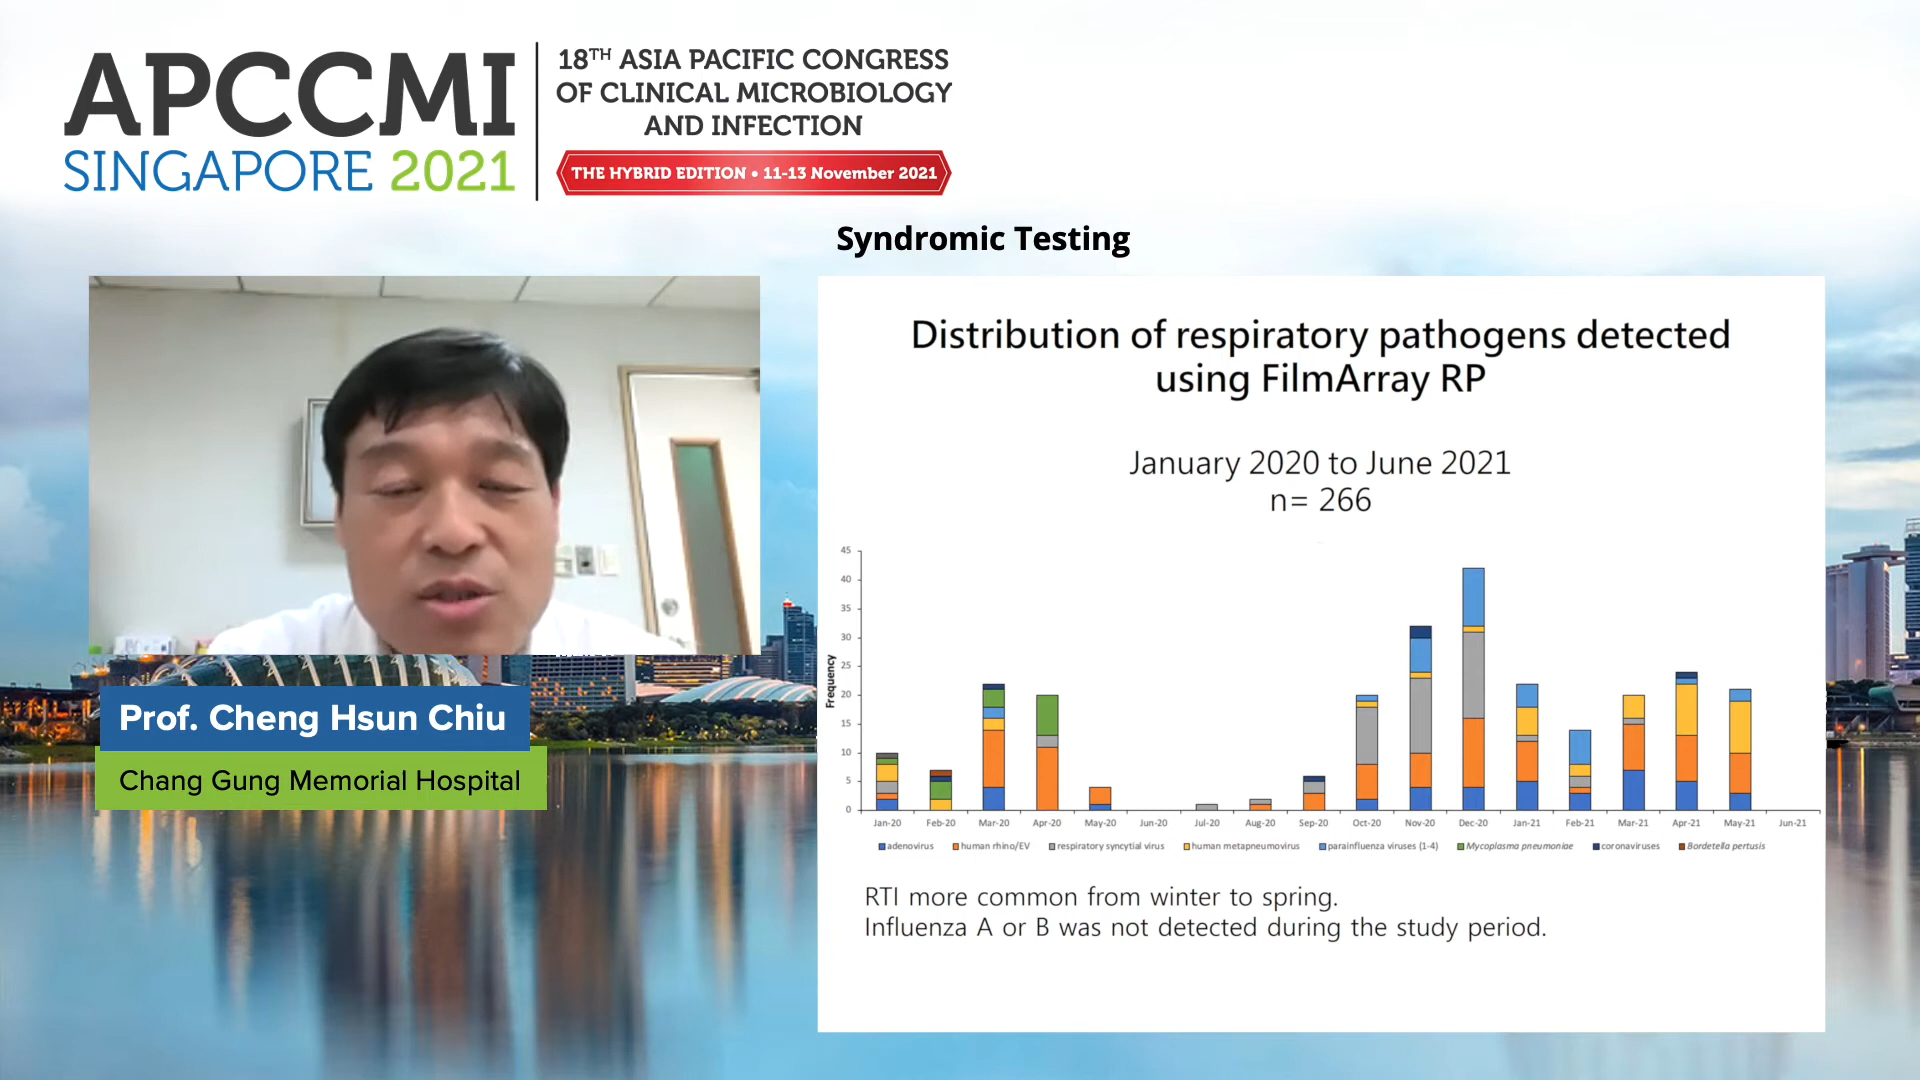 APCCMI
SINGAPORE 2021
18TH ASIA PACIFIC CONGRESS
OF CLINICAL MICROBIOLOGY
AND INFECTION
THE HYBRID EDITION • 11-13 November 2021
Syndromic Testing
Prof. Cheng Hsun Chiu
Chang Gung Memorial Hospital
Distribution of respiratory pathogens detected
using FilmArray RP
January 2020 to June 2021
n= 266
Frequency
45
40
35
30
25
20
15
10
5
0
Jan-20 Feb-20 Mar-20 Apr-20 May-20 Jun-20 Jul-20 Aug-20 Sep-20 Oct-20 Nov-20 Dec-20 Jan-21 Feb-21 Mar-21 Apr-21 May-21 Jun-21
adenovirus human rhino/EV respiratory syncytial virus human metapneumovirus parainfluenza viruses (1-4) Mycoplasma pneumoniae coronaviruses Bordetella pertusis
RTI more common from winter to spring.
Influenza A or B was not detected during the study period.